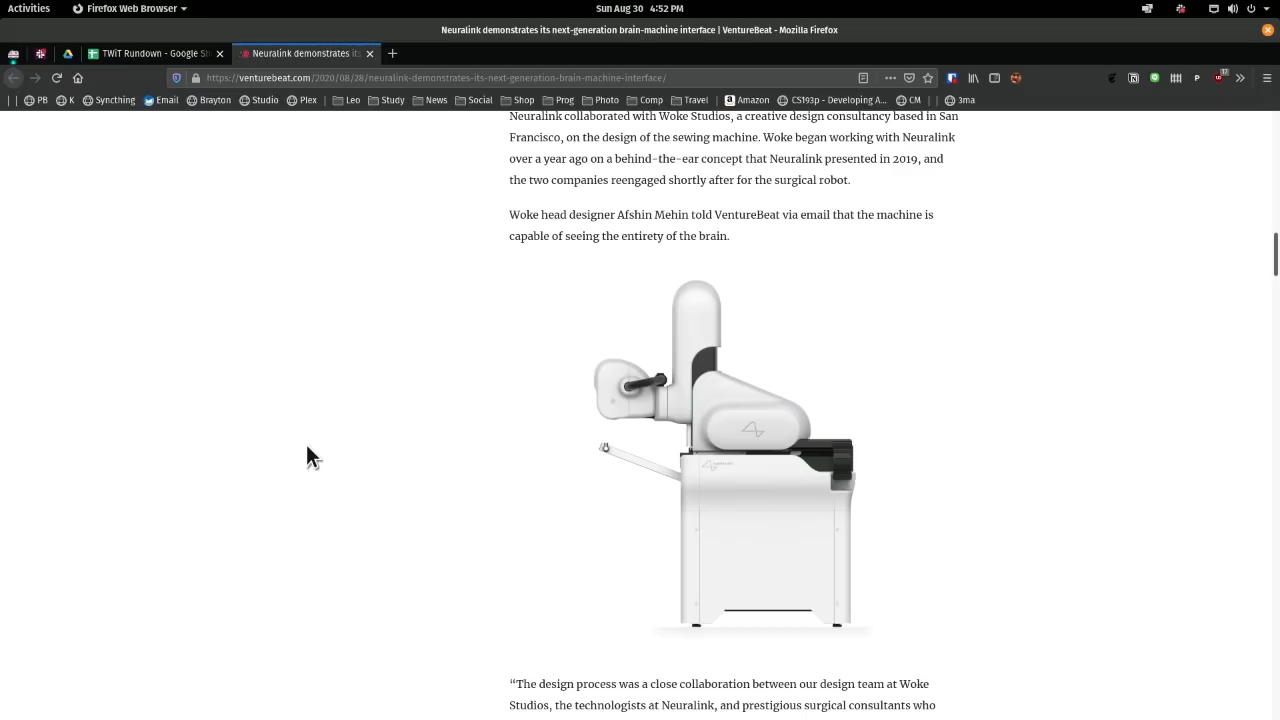 Activities Firefox Web Browser Sun Aug 30 4:52 PM
Neuralink demonstrates its next-generation brain-machine interface | VentureBeat - Mozilla Firefox
TWiT Rundown - Google Sh Neuralink demonstrates its
https://venturebeat.com/2020/08/28/neuralink-demonstrates-its-next-generation-brain-machine-interface/
PB K Syncthing Email Brayton Studio Plex Leo Study News Social Shop Prog Photo Comp Travel Amazon CS193p - Developing A... CM 3ma
Neuralink collaborated with Woke Studios, a creative design consultancy based in San
Francisco, on the design of the sewing machine. Woke began working with Neuralink
over a year ago on a behind-the-ear concept that Neuralink presented in 2019, and
the two companies reengaged shortly after for the surgical robot.
Woke head designer Afshin Mehin told VentureBeat via email that the machine is
capable of seeing the entirety of the brain.
“The design process was a close collaboration between our design team at Woke
Studios, the technologists at Neuralink, and prestigious surgical consultants who